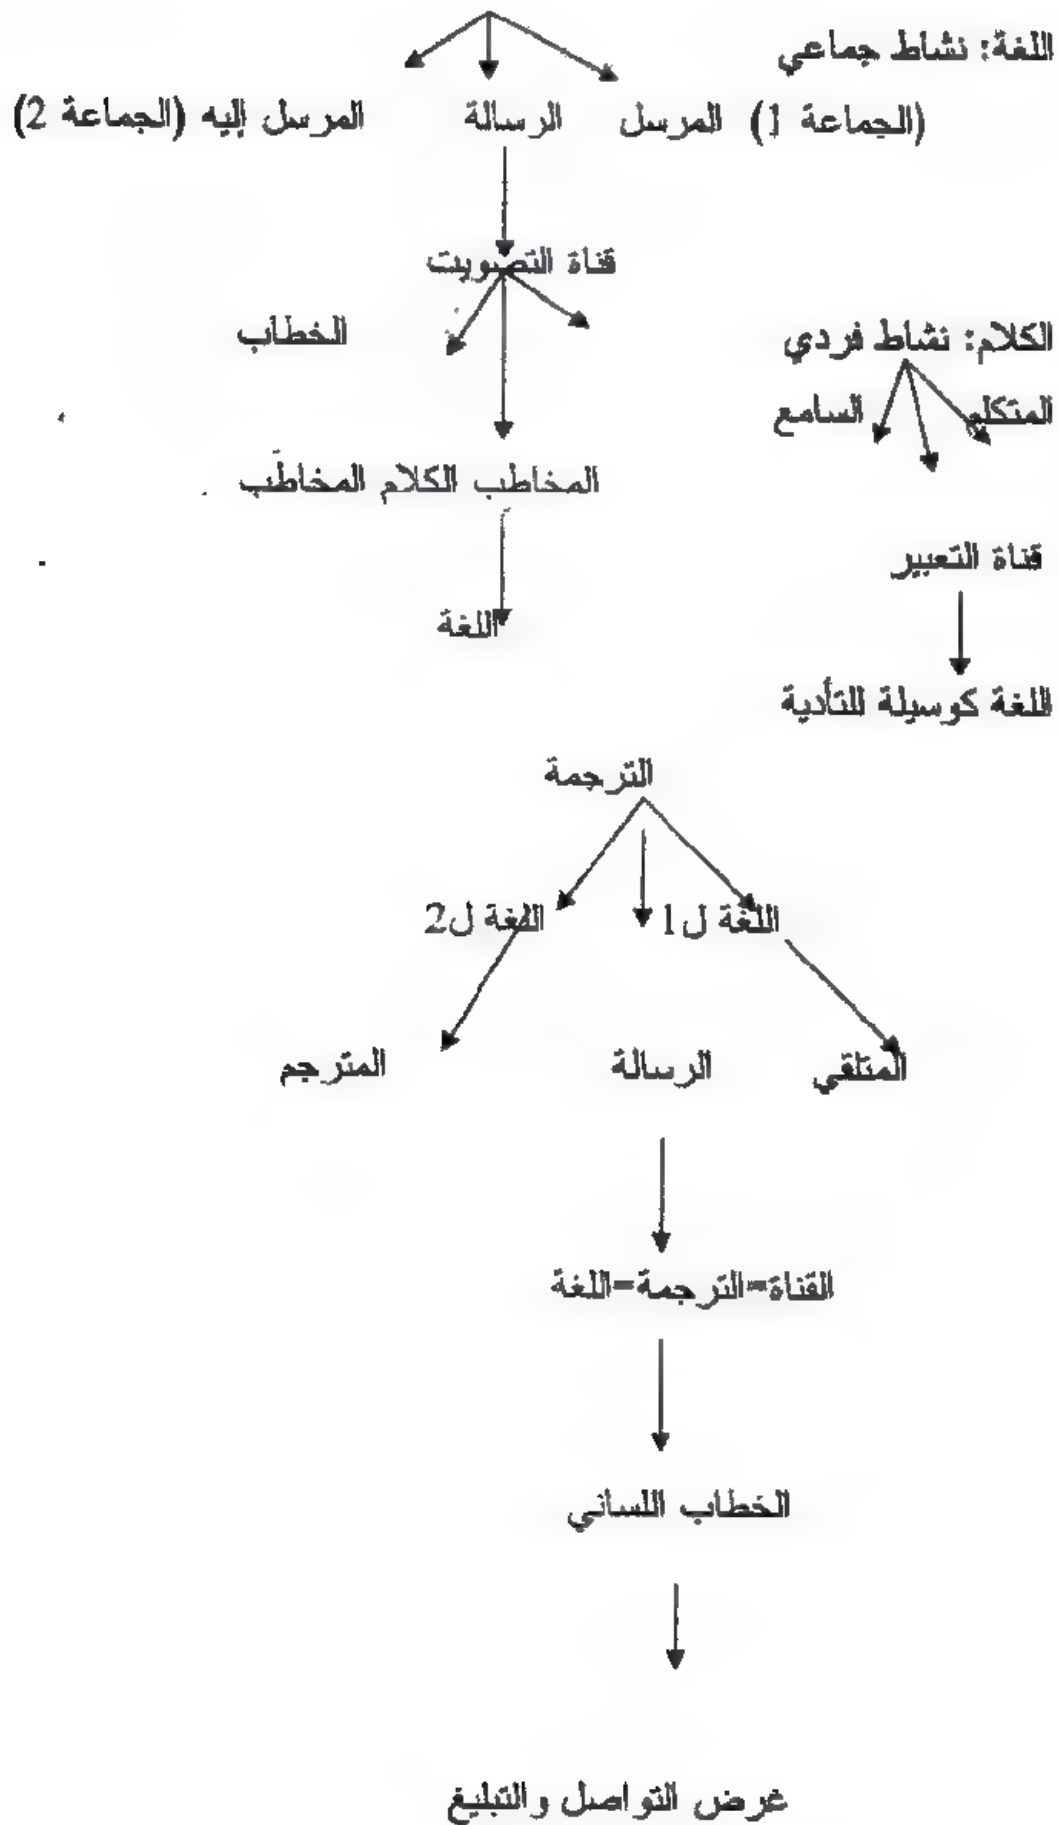 اللغة: نشاط جماعي
(الجماعة 1) المرسل الرسالة المرسل إليه (الجماعة 2)
قناة التصويت
الكلام: نشاط فردي الخطاب
المتكلم السامع
المخاطب الكلام المخاطَب
قناة التعبير
اللغة
اللغة كوسيلة للتأدية
الترجمة
اللغة ل1 اللغة ل2
المتلقي الرسالة المترجم
القناة=الترجمة=اللغة
الخطاب اللساني
غرض التواصل والتبليغ